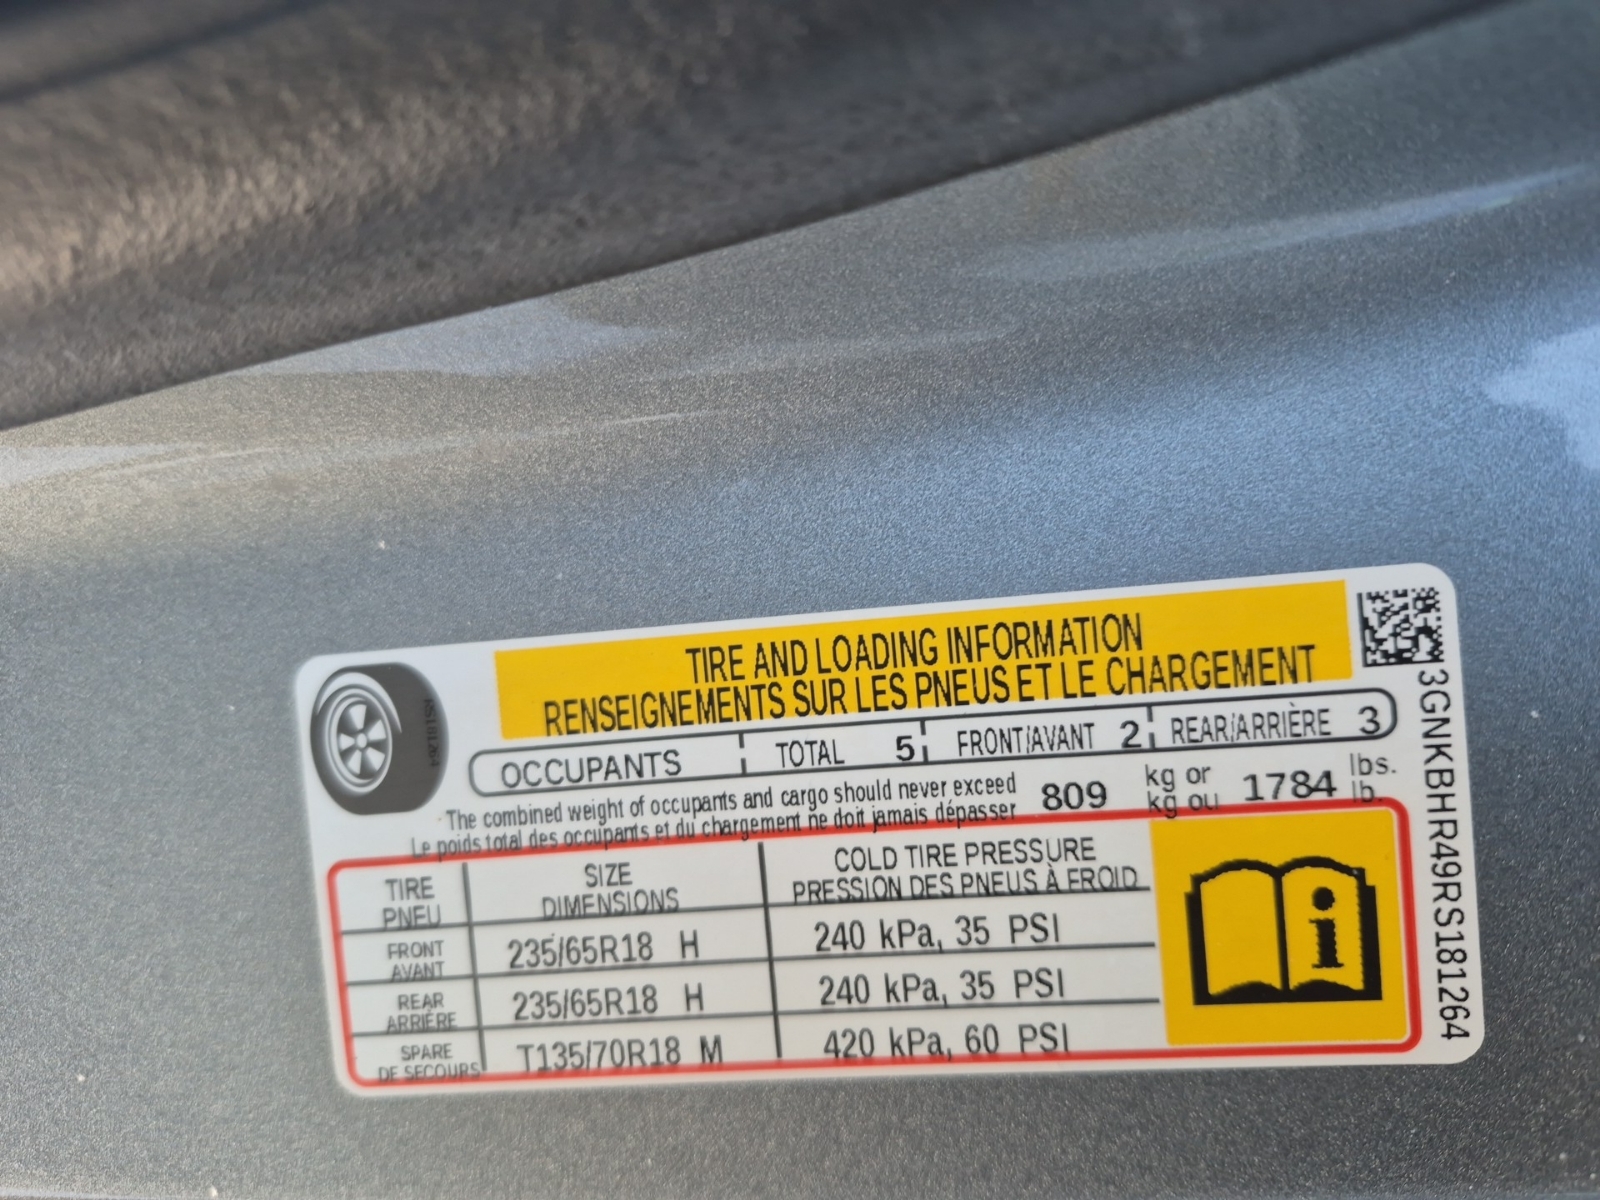 TIRE AND LOADING INFORMATION
RENSEIGNEMENTS SUR LES PNEUS ET LE CHARGEMENT
OCCUPANTS TOTAL 5 FRONT/AVANT 2 REAR/ARRIÈRE 3
The combined weight of occupants and cargo should never exceed 809 kg or 1784 lbs.
Le poids total des occupants et du chargement ne doit jamais dépasser kg ou lb.
TIRE SIZE COLD TIRE PRESSURE
PNEU DIMENSIONS PRESSION DES PNEUS À FROID
FRONT
AVANT 235/65R18 H 240 kPa, 35 PSI
REAR
ARRIÈRE 235/65R18 H 240 kPa, 35 PSI
SPARE
DE SECOURS T135/70R18 M 420 kPa, 60 PSI
3GNKBHR49RS181264
RS181264